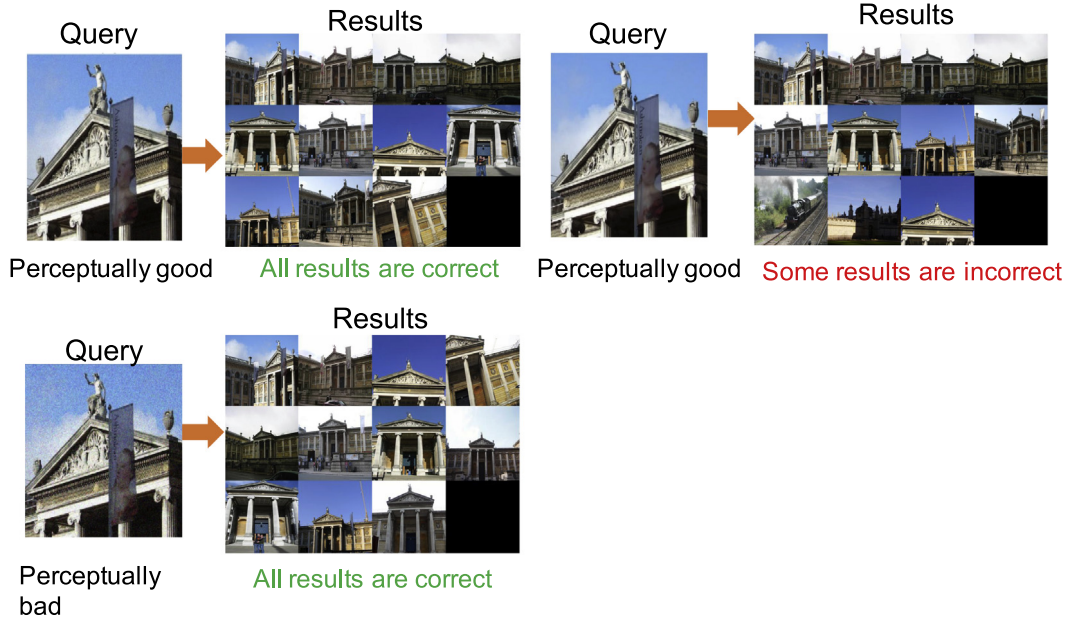 Query
Results
Perceptually good
All results are correct
Query
Results
Perceptually good
Some results are incorrect
Query
Results
Perceptually
bad
All results are correct